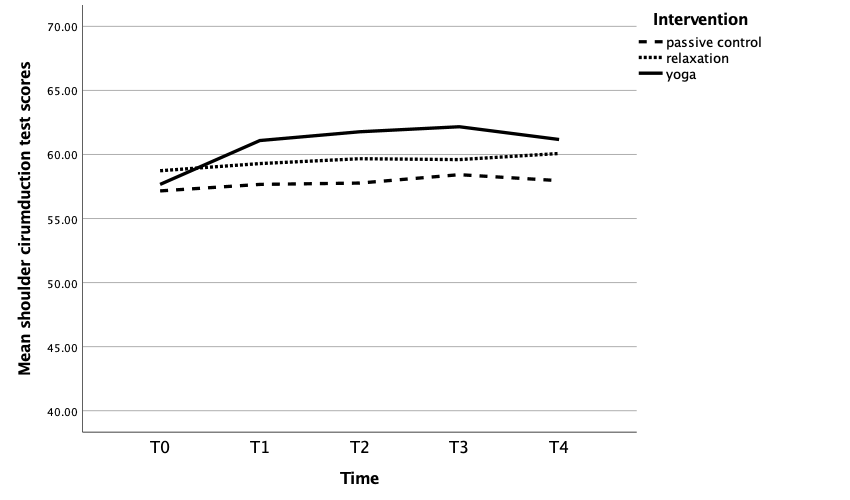 Intervention
passive control
relaxation
yoga
Mean shoulder cirumduction test scores
70.00
65.00
60.00
55.00
50.00
45.00
40.00
T0 T1 T2 T3 T4
Time